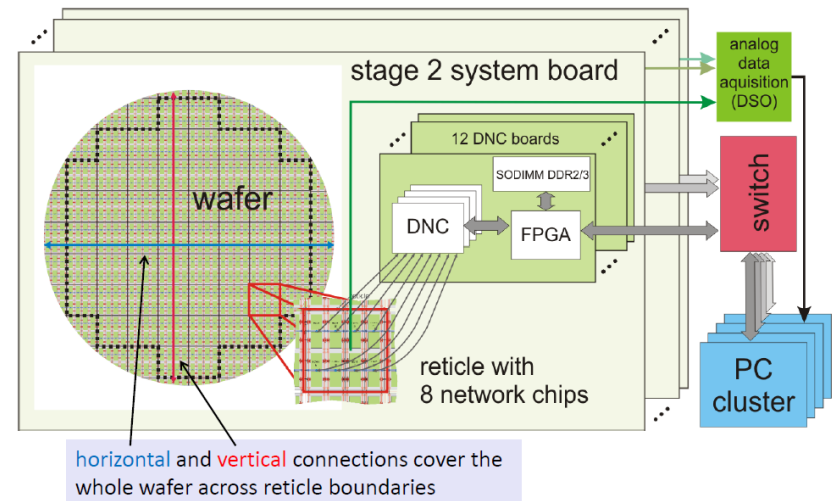 stage 2 system board
wafer
12 DNC boards
SODIMM DDR2/3
DNC
FPGA
reticle with
8 network chips
analog
data
aquisition
(DSO)
switch
PC
cluster
horizontal and vertical connections cover the
whole wafer across reticle boundaries